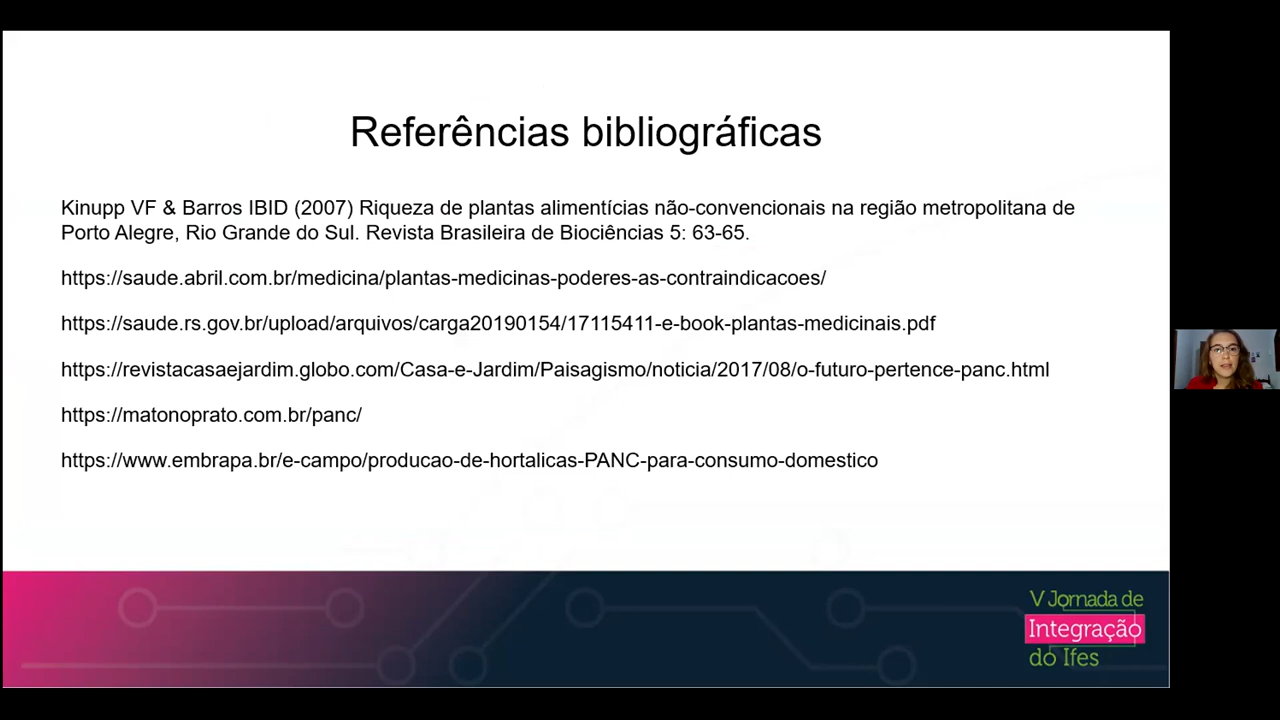 Referências bibliográficas
Kinupp VF & Barros IBID (2007) Riqueza de plantas alimentícias não-convencionais na região metropolitana de
Porto Alegre, Rio Grande do Sul. Revista Brasileira de Biociências 5: 63-65.
https://saude.abril.com.br/medicina/plantas-medicinas-poderes-as-contraindicacoes/
https://saude.rs.gov.br/upload/arquivos/carga20190154/17115411-e-book-plantas-medicinais.pdf
https://revistacasaejardim.globo.com/Casa-e-Jardim/Paisagismo/noticia/2017/08/o-futuro-pertence-panc.html
https://matonoprato.com.br/panc/
https://www.embrapa.br/e-campo/producao-de-hortalicas-PANC-para-consumo-domestico
V Jornada de
Integração
do Ifes